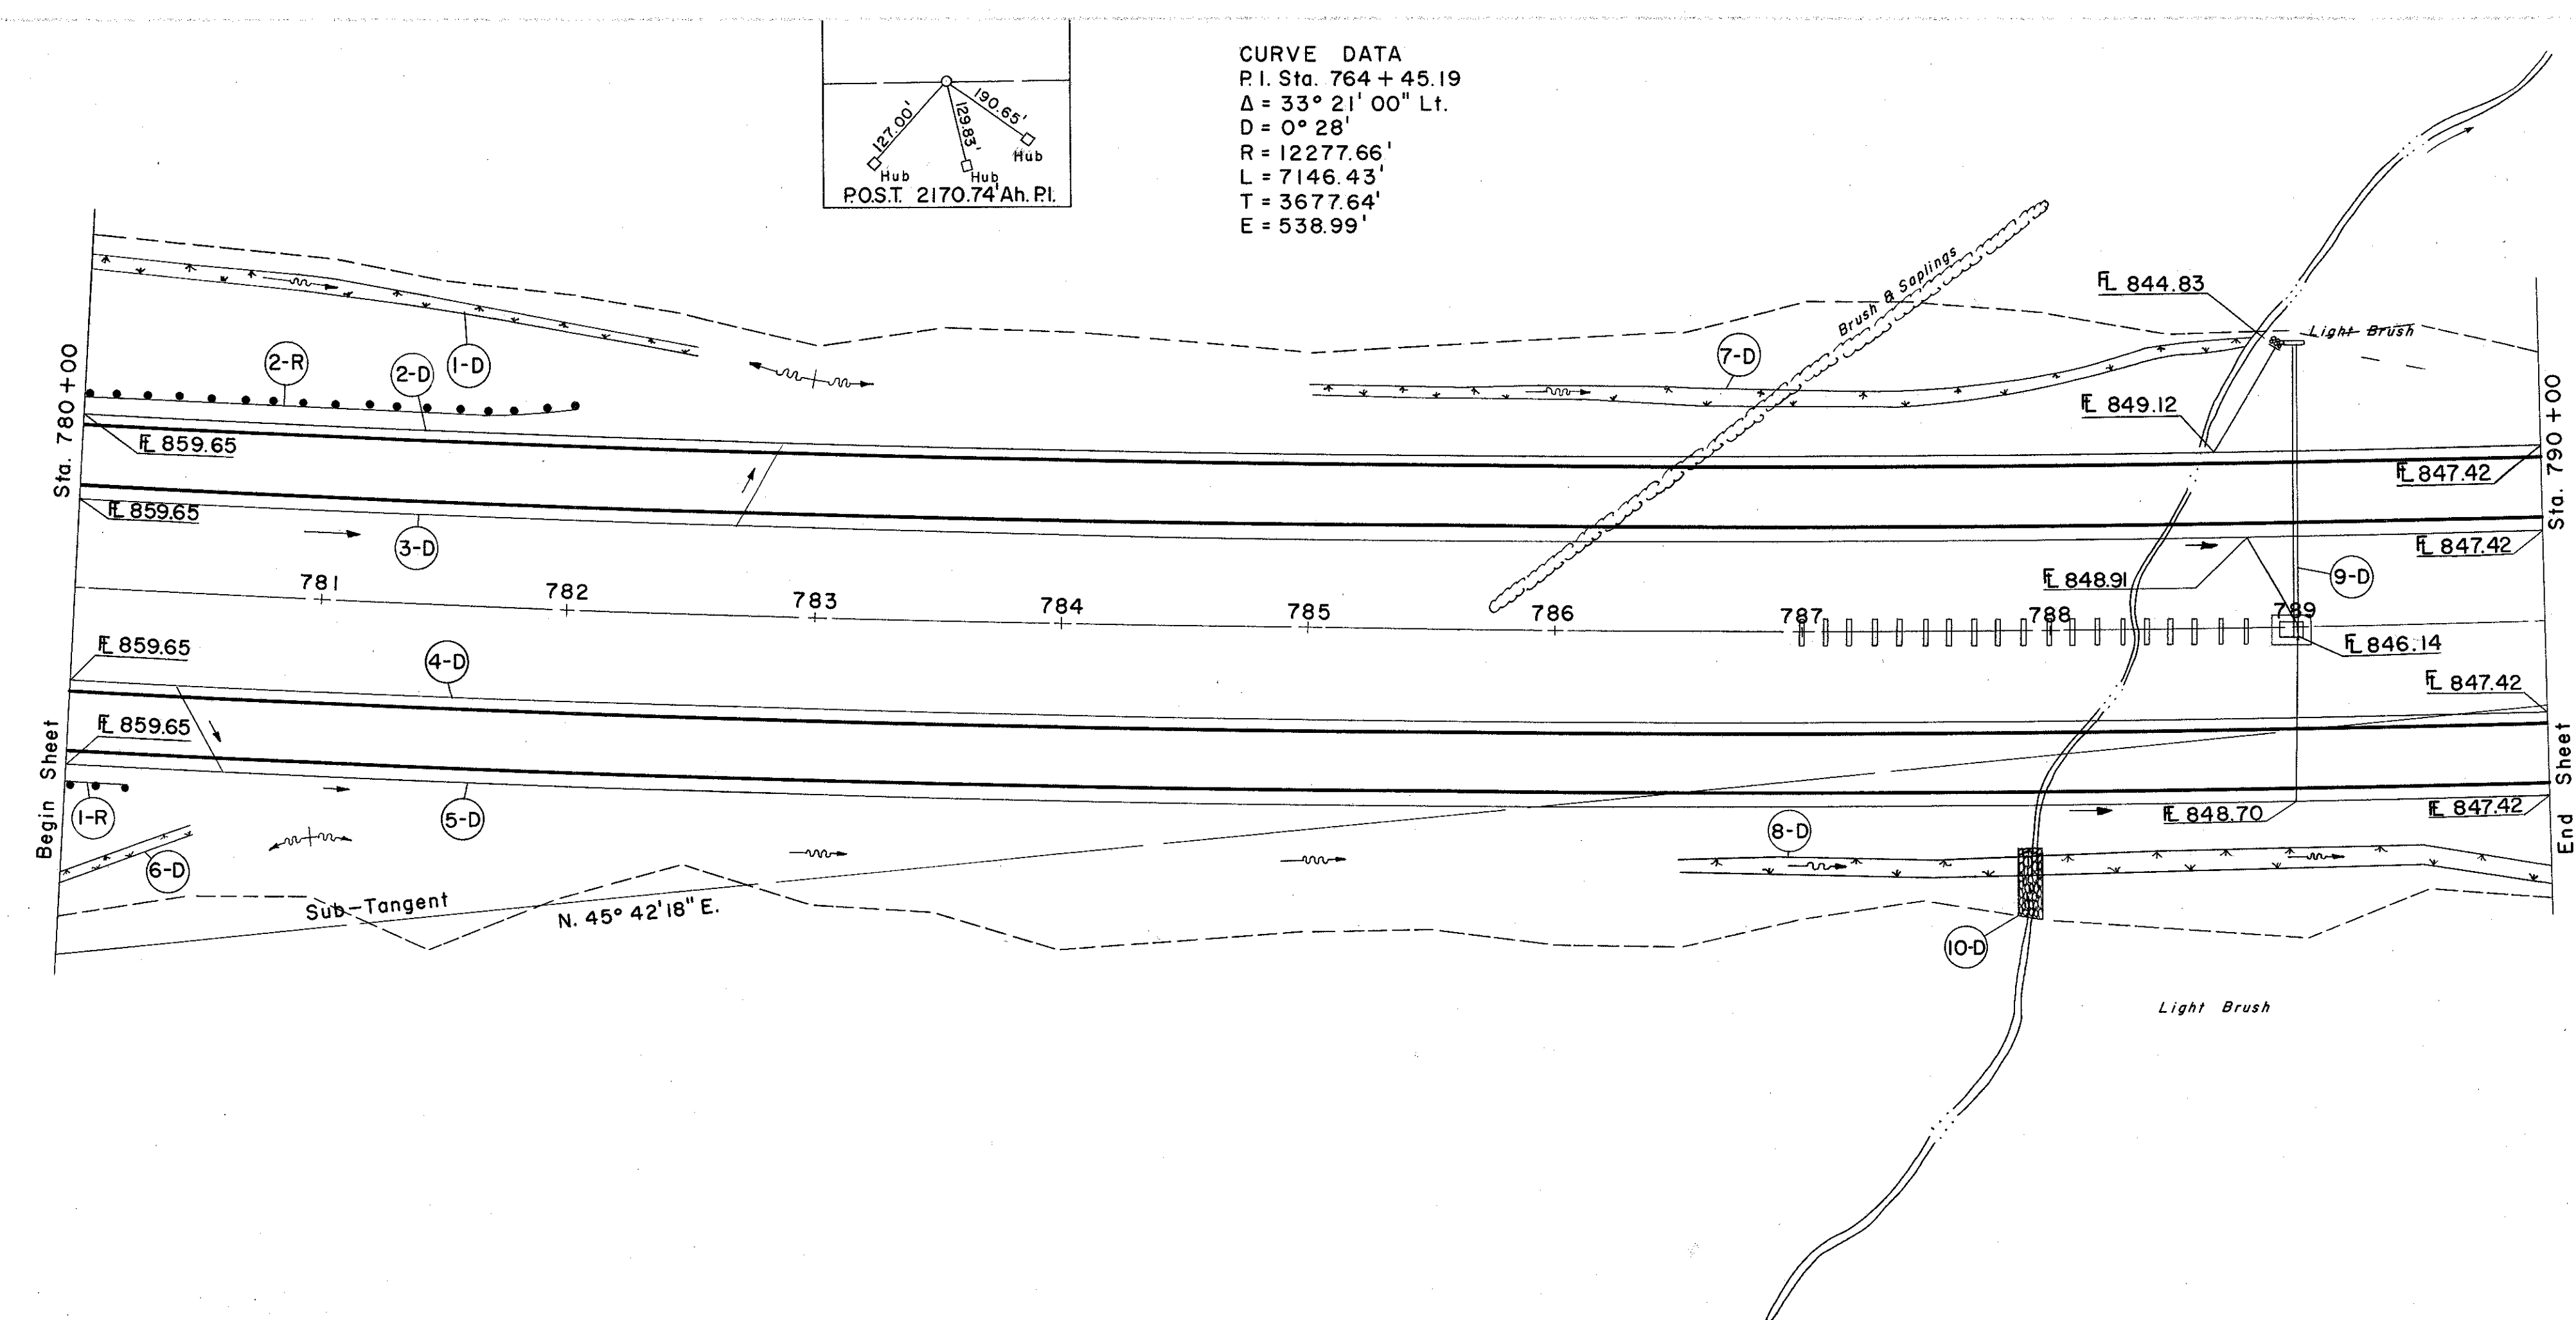 127.00'
129.83'
190.65'
Hub
Hub
Hub
P.O.S.T. 2170.74' Ah. P.I.
CURVE DATA
P.I. Sta. 764 + 45.19
Δ = 33° 21' 00" Lt.
D = 0° 28'
R = 12277.66'
L = 7146.43'
T = 3677.64'
E = 538.99'
Brush & Saplings
FL 844.83
Light Brush
Sta. 780+00
2-R
2-D
1-D
7-D
FL 849.12
Sta. 790+00
FL 859.65
FL 847.42
FL 859.65
3-D
FL 847.42
FL 848.91
9-D
781
782
783
784
785
786
787
788
789
FL 859.65
4-D
FL 846.14
FL 847.42
Begin Sheet
FL 859.65
End Sheet
1-R
5-D
FL 848.70
FL 847.42
8-D
6-D
Sub-Tangent
N. 45° 42' 18" E.
10-D
Light Brush